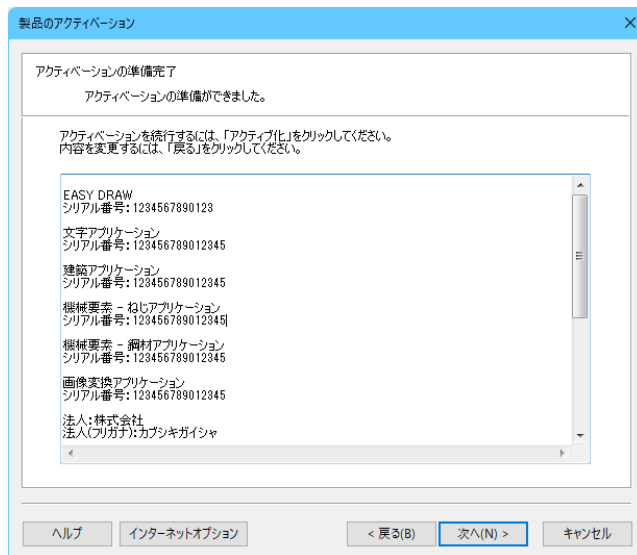 製品のアクティベーション
アクティベーションの準備完了
アクティベーションの準備ができました。
アクティベーションを続行するには、「アクティブ化」をクリックしてください。
内容を変更するには、「戻る」をクリックしてください。
EASY DRAW
シリアル番号: 1234567890123
文字アプリケーション
シリアル番号: 123456789012345
建築アプリケーション
シリアル番号: 123456789012345
機械要素 - ねじアプリケーション
シリアル番号: 123456789012345
機械要素 - 鋼材アプリケーション
シリアル番号: 123456789012345
画像変換アプリケーション
シリアル番号: 123456789012345
法人:株式会社
法人(フリガナ):カブシキガイシャ
ヘルプ インターネットオプション < 戻る(B) 次へ(N) > キャンセル